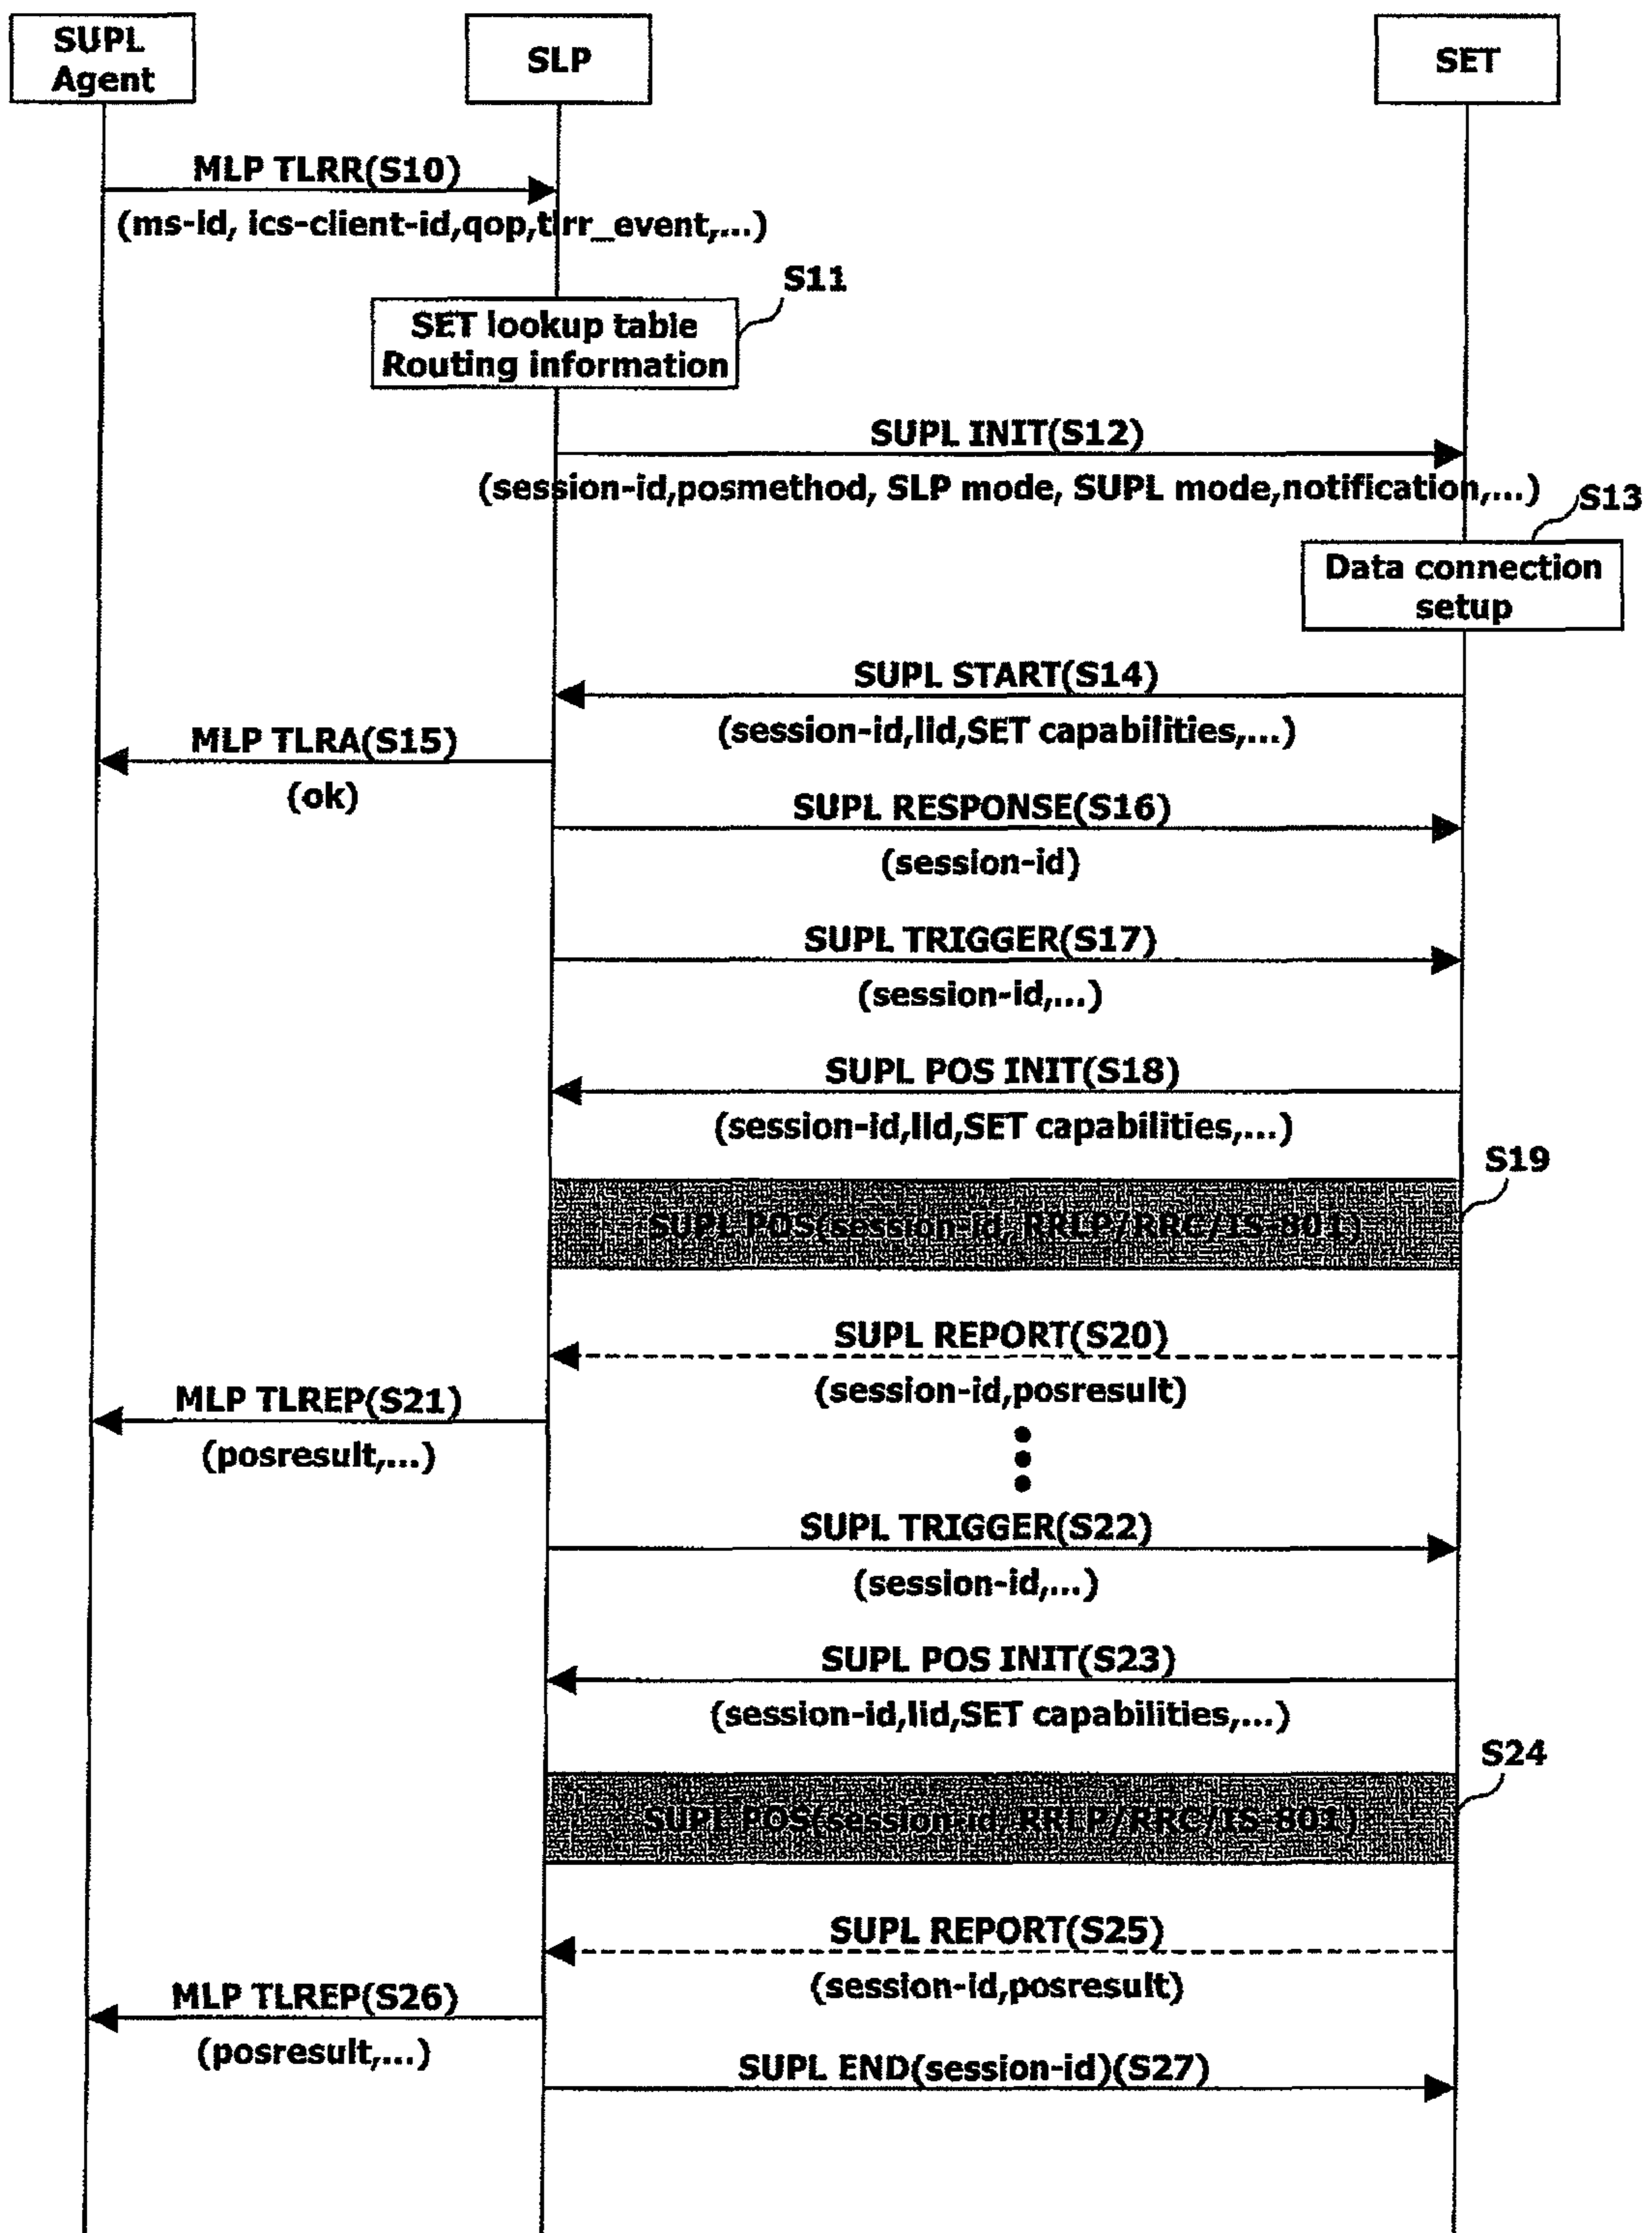 SUPL
Agent
SLP
SET
MLP TLRR(S10)
(ms-id, ics-client-id,qop,tlrr_event,...)
S11
SET lookup table
Routing information
SUPL INIT(S12)
(session-id,posmethod, SLP mode, SUPL mode,notification,...)
S13
Data connection
setup
SUPL START(S14)
(session-id,lid,SET capabilities,...)
MLP TLRA(S15)
(ok)
SUPL RESPONSE(S16)
(session-id)
SUPL TRIGGER(S17)
(session-id,...)
SUPL POS INIT(S18)
(session-id,lid,SET capabilities,...)
S19
SUPL POS(session-id, RRLP/RRC/IS-801)
SUPL REPORT(S20)
(session-id,posresult)
MLP TLREP(S21)
(posresult,...)
SUPL TRIGGER(S22)
(session-id,...)
SUPL POS INIT(S23)
(session-id,lid,SET capabilities,...)
S24
SUPL POS(session-id, RRLP/RRC/IS-801)
SUPL REPORT(S25)
(session-id,posresult)
MLP TLREP(S26)
(posresult,...)
SUPL END(session-id)(S27)